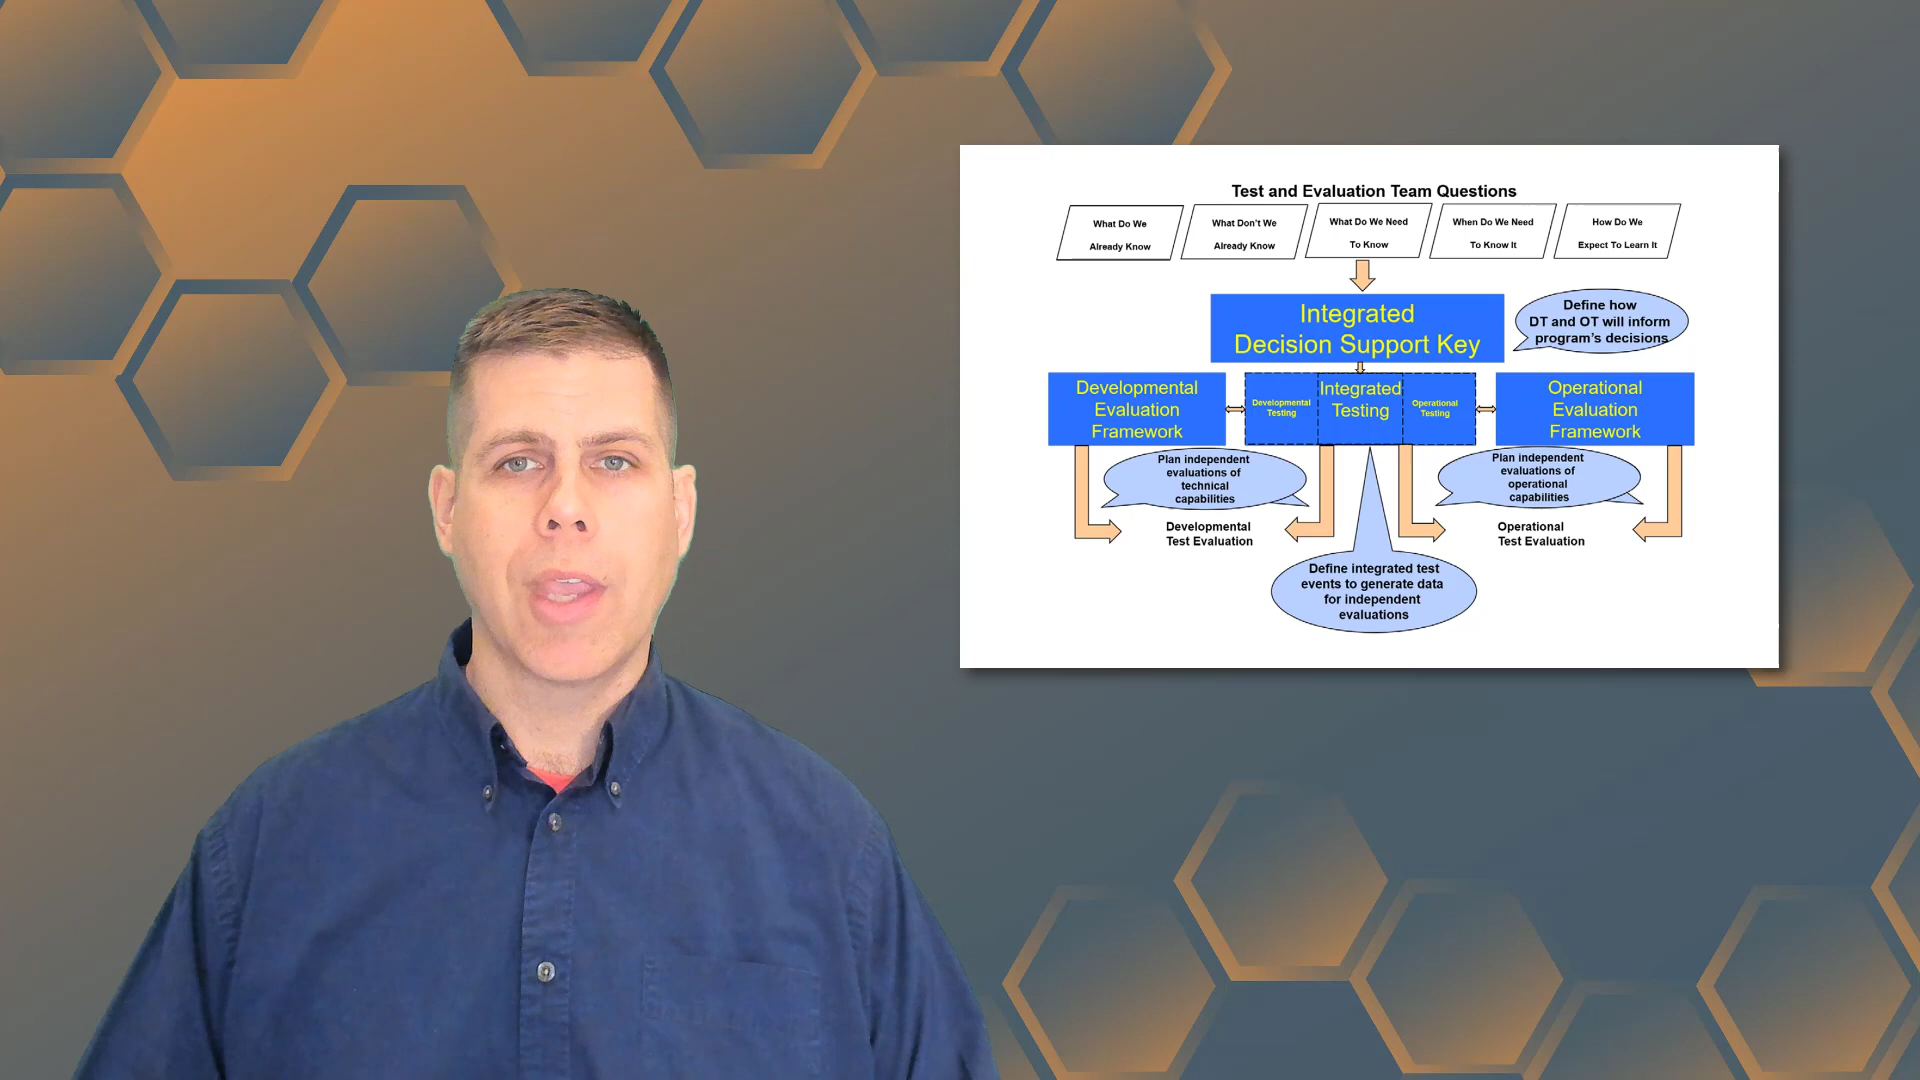 Test and Evaluation Team Questions
What Do We
Already Know
What Don't We
Already Know
What Do We Need
To Know
When Do We Need
To Know It
How Do We
Expect To Learn It
Integrated
Decision Support Key
Define how
DT and OT will inform
program's decisions
Developmental
Evaluation
Framework
Developmental
Testing
Integrated
Testing
Operational
Testing
Operational
Evaluation
Framework
Plan independent
evaluations of
technical
capabilities
Plan independent
evaluations of
operational
capabilities
Developmental
Test Evaluation
Operational
Test Evaluation
Define integrated test
events to generate data
for independent
evaluations